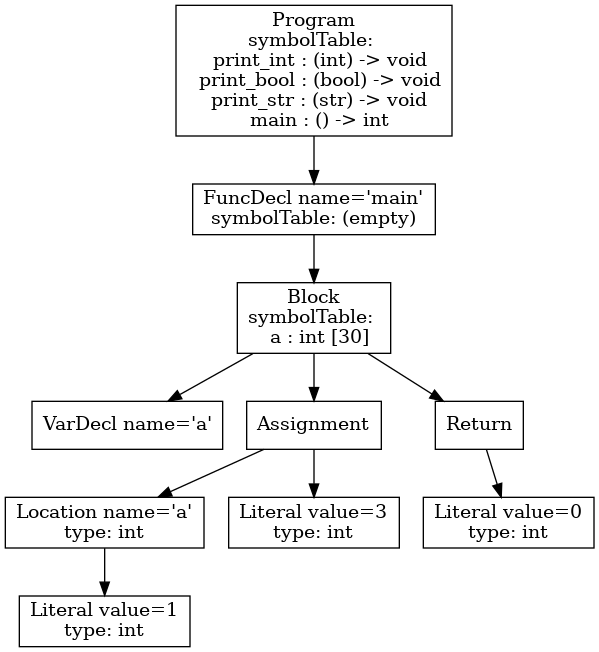 Program
symbolTable:
print_int : (int) -> void
print_bool : (bool) -> void
print_str : (str) -> void
main : () -> int
FuncDecl name='main'
symbolTable: (empty)
Block
symbolTable:
a : int [30]
VarDecl name='a'
Assignment
Return
Location name='a'
type: int
Literal value=3
type: int
Literal value=0
type: int
Literal value=1
type: int